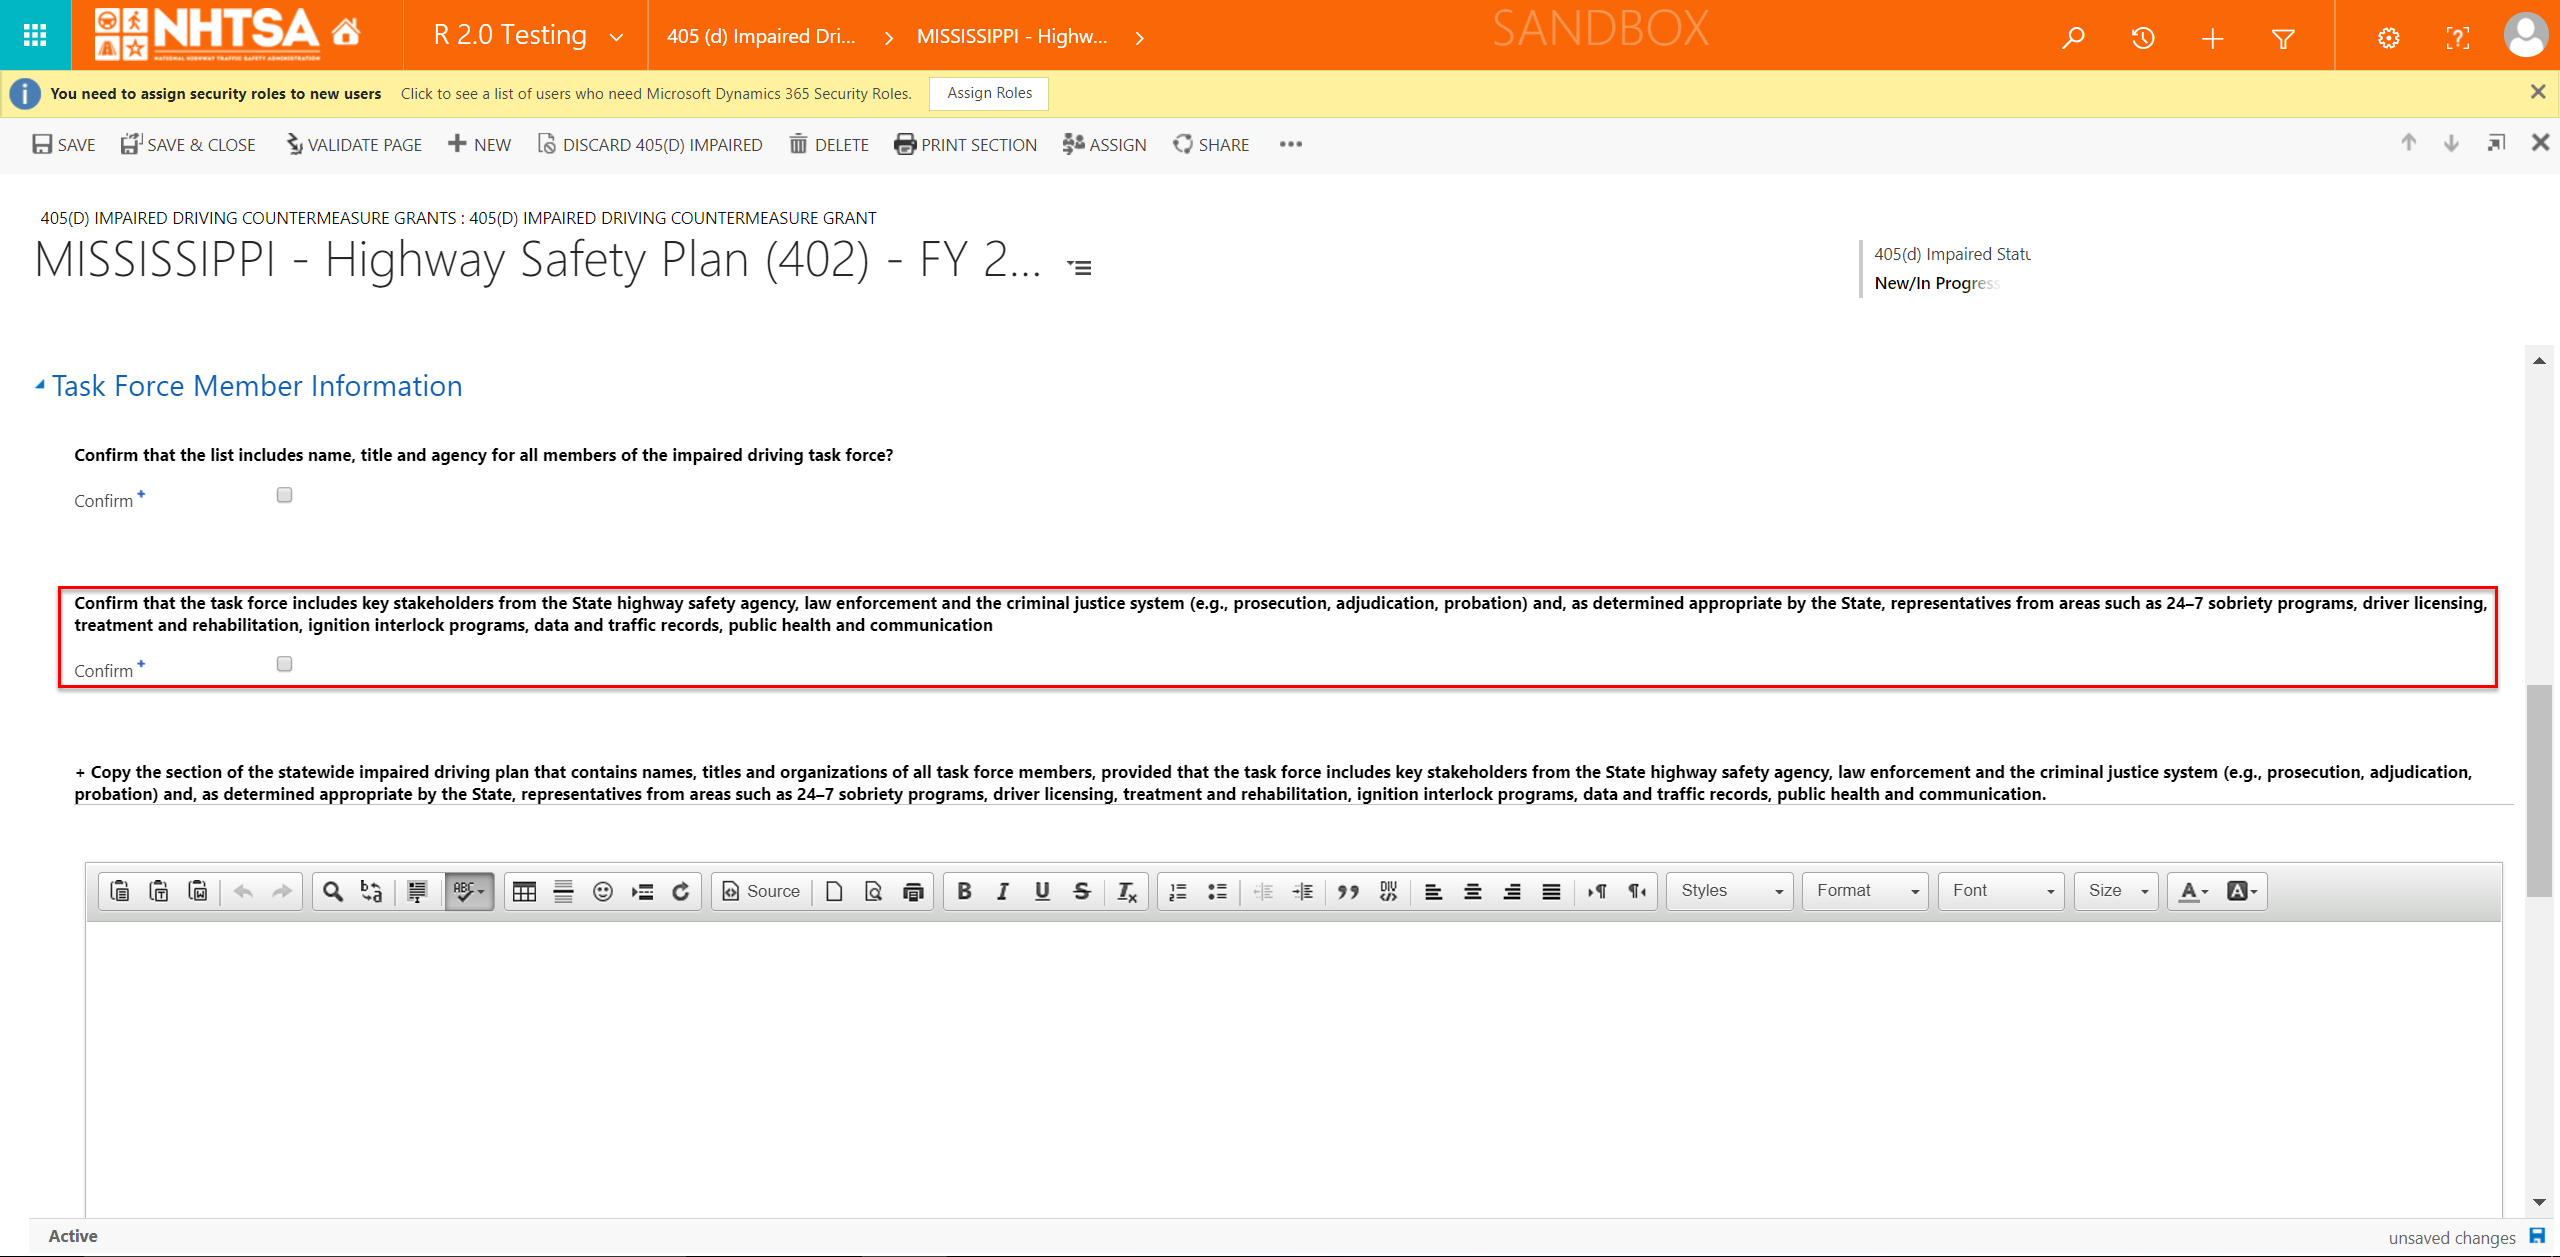 NHTSA
NATIONAL HIGHWAY TRAFFIC SAFETY ADMINISTRATION
R 2.0 Testing
405 (d) Impaired Dri...
MISSISSIPPI - Highw...
SANDBOX
You need to assign security roles to new users Click to see a list of users who need Microsoft Dynamics 365 Security Roles. Assign Roles
SAVE SAVE & CLOSE VALIDATE PAGE NEW DISCARD 405(D) IMPAIRED DELETE PRINT SECTION ASSIGN SHARE
405(D) IMPAIRED DRIVING COUNTERMEASURE GRANTS : 405(D) IMPAIRED DRIVING COUNTERMEASURE GRANT
MISSISSIPPI - Highway Safety Plan (402) - FY 2...
405(d) Impaired Statu
New/In Progress
Task Force Member Information
Confirm that the list includes name, title and agency for all members of the impaired driving task force?
Confirm +
Confirm that the task force includes key stakeholders from the State highway safety agency, law enforcement and the criminal justice system (e.g., prosecution, adjudication, probation) and, as determined appropriate by the State, representatives from areas such as 24–7 sobriety programs, driver licensing,
treatment and rehabilitation, ignition interlock programs, data and traffic records, public health and communication
Confirm +
+ Copy the section of the statewide impaired driving plan that contains names, titles and organizations of all task force members, provided that the task force includes key stakeholders from the State highway safety agency, law enforcement and the criminal justice system (e.g., prosecution, adjudication,
probation) and, as determined appropriate by the State, representatives from areas such as 24–7 sobriety programs, driver licensing, treatment and rehabilitation, ignition interlock programs, data and traffic records, public health and communication.
Source Styles Format Font Size
Active
unsaved changes